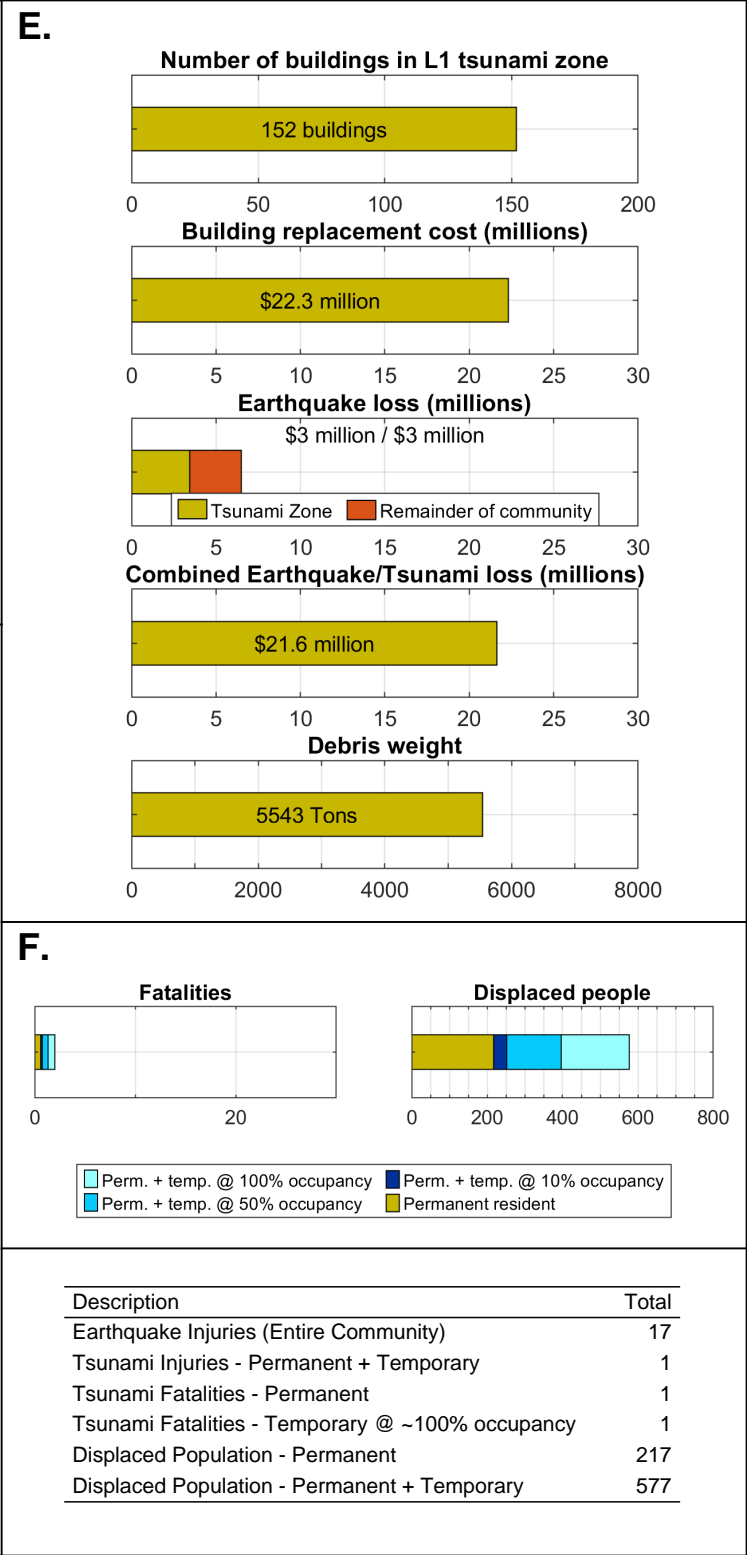 E.
Number of buildings in L1 tsunami zone
152 buildings
0 50 100 150 200
Building replacement cost (millions)
$22.3 million
0 5 10 15 20 25 30
Earthquake loss (millions)
$3 million / $3 million
Tsunami Zone Remainder of community
0 5 10 15 20 25 30
Combined Earthquake/Tsunami loss (millions)
$21.6 million
0 5 10 15 20 25 30
Debris weight
5543 Tons
0 2000 4000 6000 8000
F.
Fatalities Displaced people
0 20 0 200 400 600 800
Perm. + temp. @ 100% occupancy Perm. + temp. @ 10% occupancy
Perm. + temp. @ 50% occupancy Permanent resident
Description Total
Earthquake Injuries (Entire Community) 17
Tsunami Injuries - Permanent + Temporary 1
Tsunami Fatalities - Permanent 1
Tsunami Fatalities - Temporary @ ~100% occupancy 1
Displaced Population - Permanent 217
Displaced Population - Permanent + Temporary 577